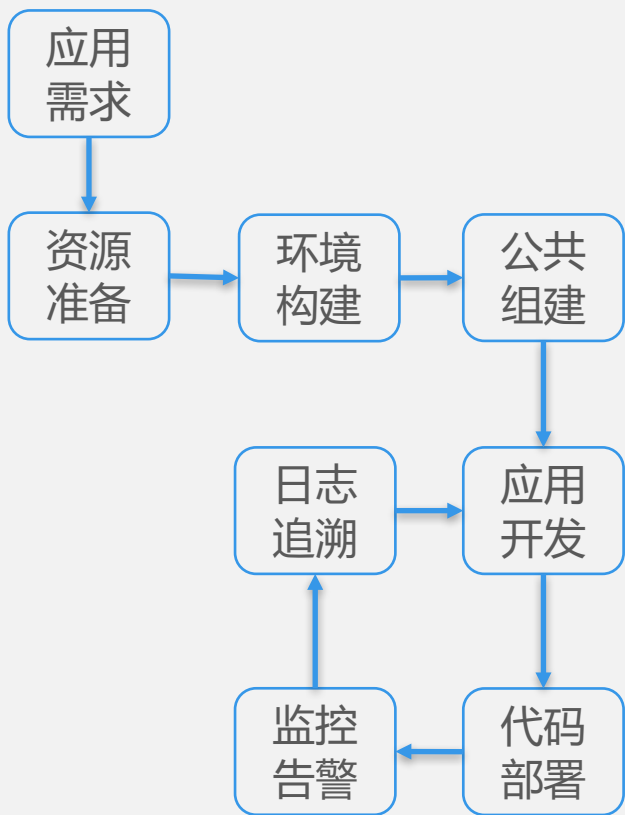 应用
需求
资源
准备
环境
构建
公共
组建
日志
追溯
应用
开发
监控
告警
代码
部署